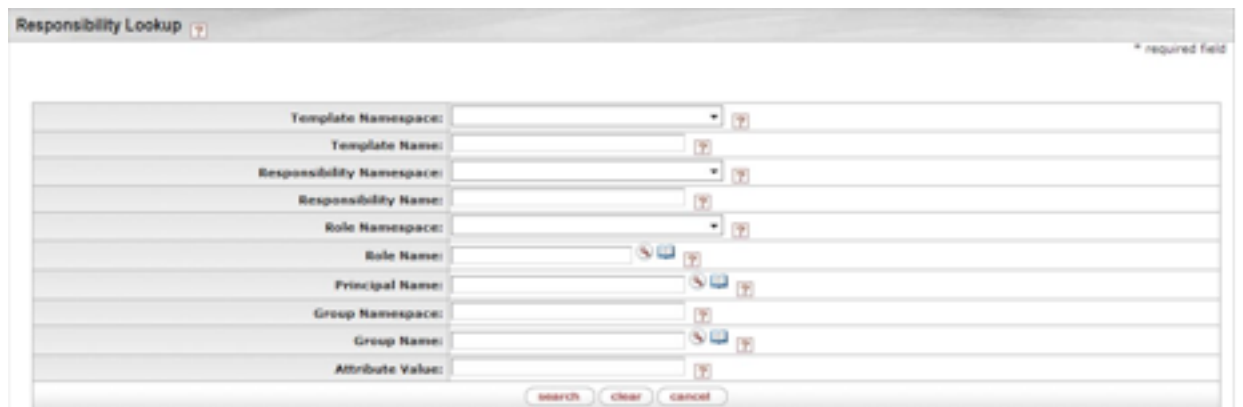 Responsibility Lookup ?
* required field
Template Namespace: ?
Template Name: ?
Responsibility Namespace: ?
Responsibility Name: ?
Role Namespace: ?
Role Name: ?
Principal Name: ?
Group Namespace: ?
Group Name: ?
Attribute Value: ?
search clear cancel